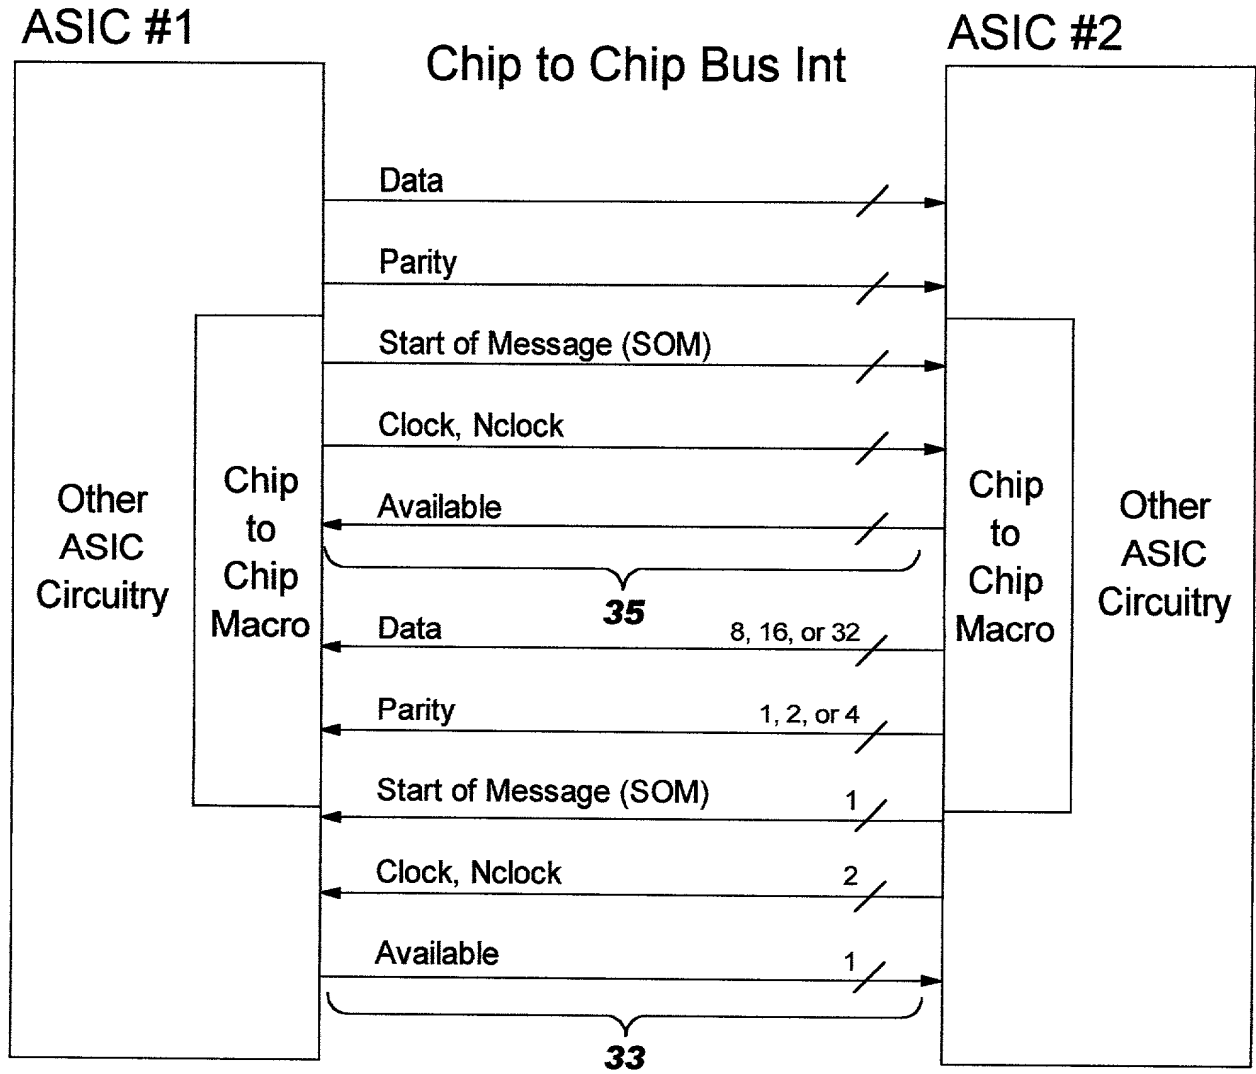 ASIC #1
Chip to Chip Bus Int
ASIC #2
Data
Parity
Start of Message (SOM)
Clock, Nclock
Available
35
Other
ASIC
Circuitry
Chip
to
Chip
Macro
Chip
to
Chip
Macro
Other
ASIC
Circuitry
Data 8, 16, or 32
Parity 1, 2, or 4
Start of Message (SOM) 1
Clock, Nclock 2
Available 1
33